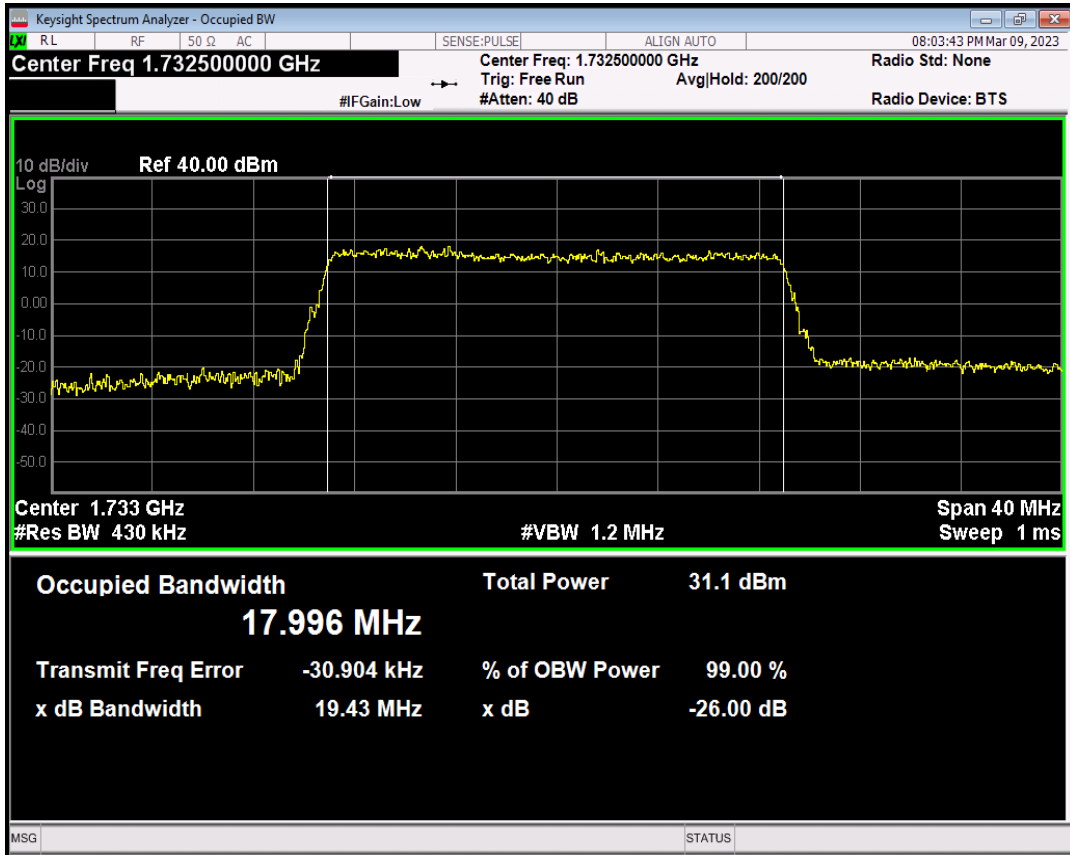 Keysight Spectrum Analyzer - Occupied BW
LXI RL RF 50 Ω AC SENSE:PULSE ALIGN AUTO 08:03:43 PM Mar 09, 2023
Center Freq 1.732500000 GHz Center Freq: 1.732500000 GHz Radio Std: None
Trig: Free Run Avg|Hold: 200/200
#IFGain:Low #Atten: 40 dB Radio Device: BTS
10 dB/div Ref 40.00 dBm
Log
30.0
20.0
10.0
0.00
-10.0
-20.0
-30.0
-40.0
-50.0
Center 1.733 GHz Span 40 MHz
#Res BW 430 kHz #VBW 1.2 MHz Sweep 1 ms
Occupied Bandwidth Total Power 31.1 dBm
17.996 MHz
Transmit Freq Error -30.904 kHz % of OBW Power 99.00 %
x dB Bandwidth 19.43 MHz x dB -26.00 dB
MSG STATUS